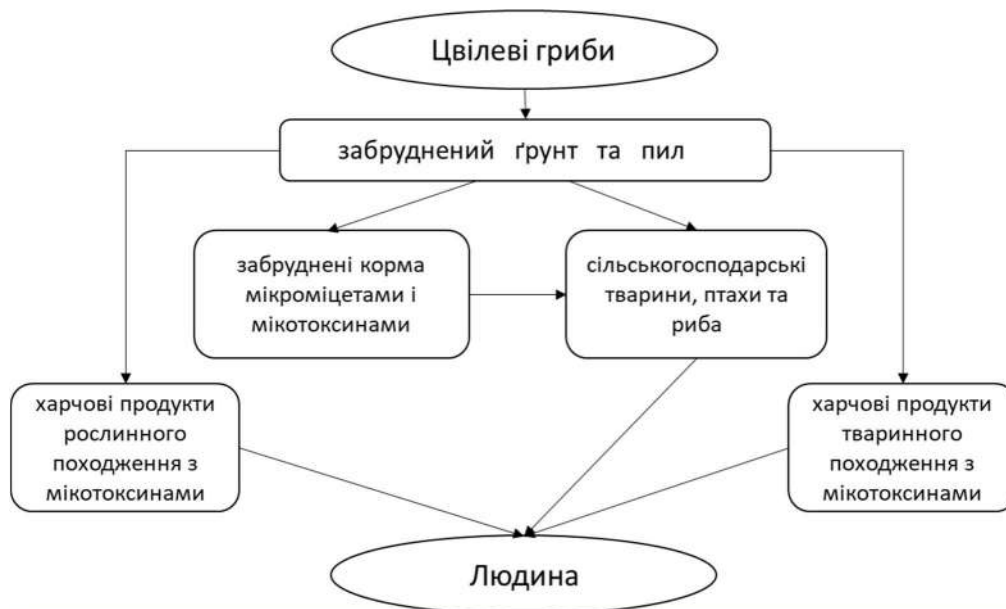 Цвілеві гриби
забруднений ґрунт та пил
забруднені корма
мікроміцетами і
мікотоксинами
сільськогосподарські
тварини, птахи та
риба
харчові продукти
рослинного
походження з
мікотоксинами
харчові продукти
тваринного
походження з
мікотоксинами
Людина